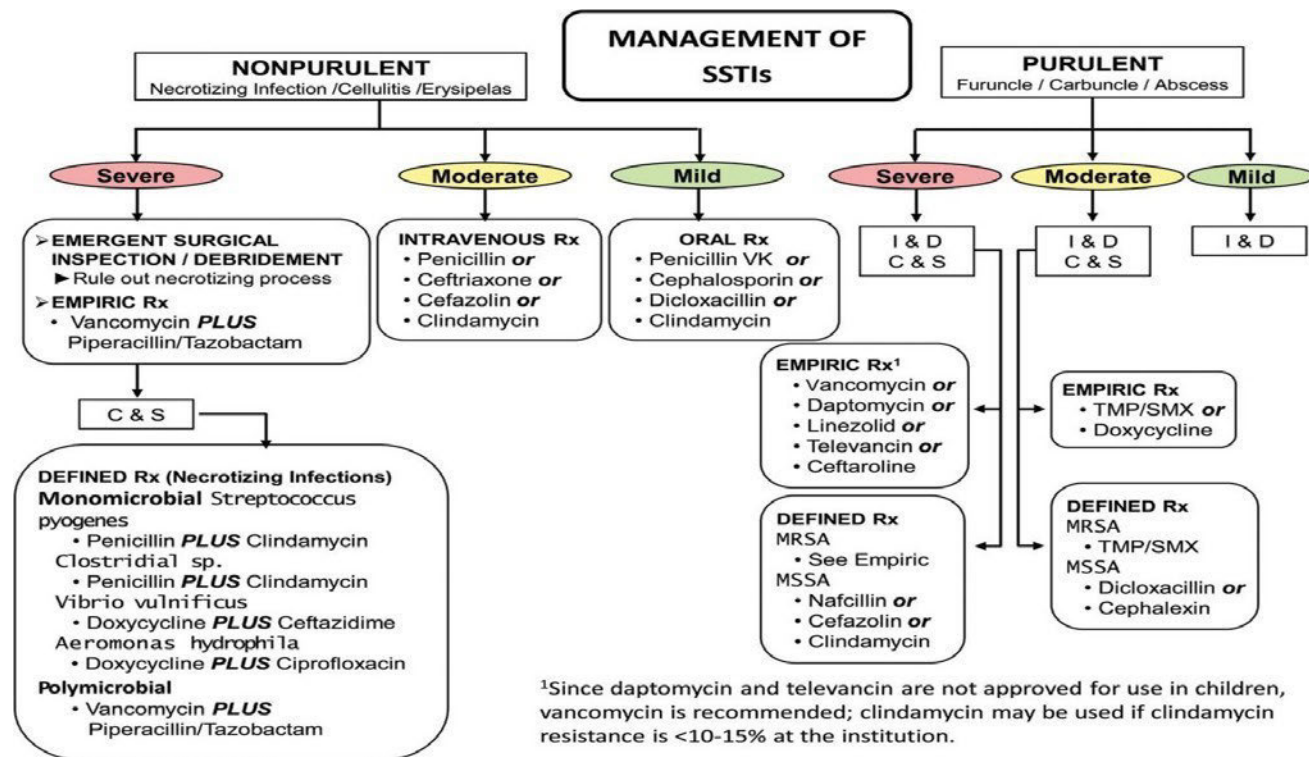 MANAGEMENT OF
SSTIs
NONPURULENT
Necrotizing Infection /Cellulitis /Erysipelas
Severe
Moderate
Mild
➢EMERGENT SURGICAL
INSPECTION / DEBRIDEMENT
►Rule out necrotizing process
➢EMPIRIC Rx
• Vancomycin PLUS
Piperacillin/Tazobactam
C & S
DEFINED Rx (Necrotizing Infections)
Monomicrobial Streptococcus
pyogenes
• Penicillin PLUS Clindamycin
Clostridial sp.
• Penicillin PLUS Clindamycin
Vibrio vulnificus
• Doxycycline PLUS Ceftazidime
Aeromonas hydrophila
• Doxycycline PLUS Ciprofloxacin
Polymicrobial
• Vancomycin PLUS
Piperacillin/Tazobactam
INTRAVENOUS Rx
• Penicillin or
• Ceftriaxone or
• Cefazolin or
• Clindamycin
ORAL Rx
• Penicillin VK or
• Cephalosporin or
• Dicloxacillin or
• Clindamycin
PURULENT
Furuncle / Carbuncle / Abscess
Severe
Moderate
Mild
I & D
C & S
I & D
C & S
I & D
EMPIRIC Rx¹
• Vancomycin or
• Daptomycin or
• Linezolid or
• Televancin or
• Ceftaroline
DEFINED Rx
MRSA
• See Empiric
MSSA
• Nafcillin or
• Cefazolin or
• Clindamycin
EMPIRIC Rx
• TMP/SMX or
• Doxycycline
DEFINED Rx
MRSA
• TMP/SMX
MSSA
• Dicloxacillin or
• Cephalexin
¹Since daptomycin and televancin are not approved for use in children,
vancomycin is recommended; clindamycin may be used if clindamycin
resistance is <10-15% at the institution.